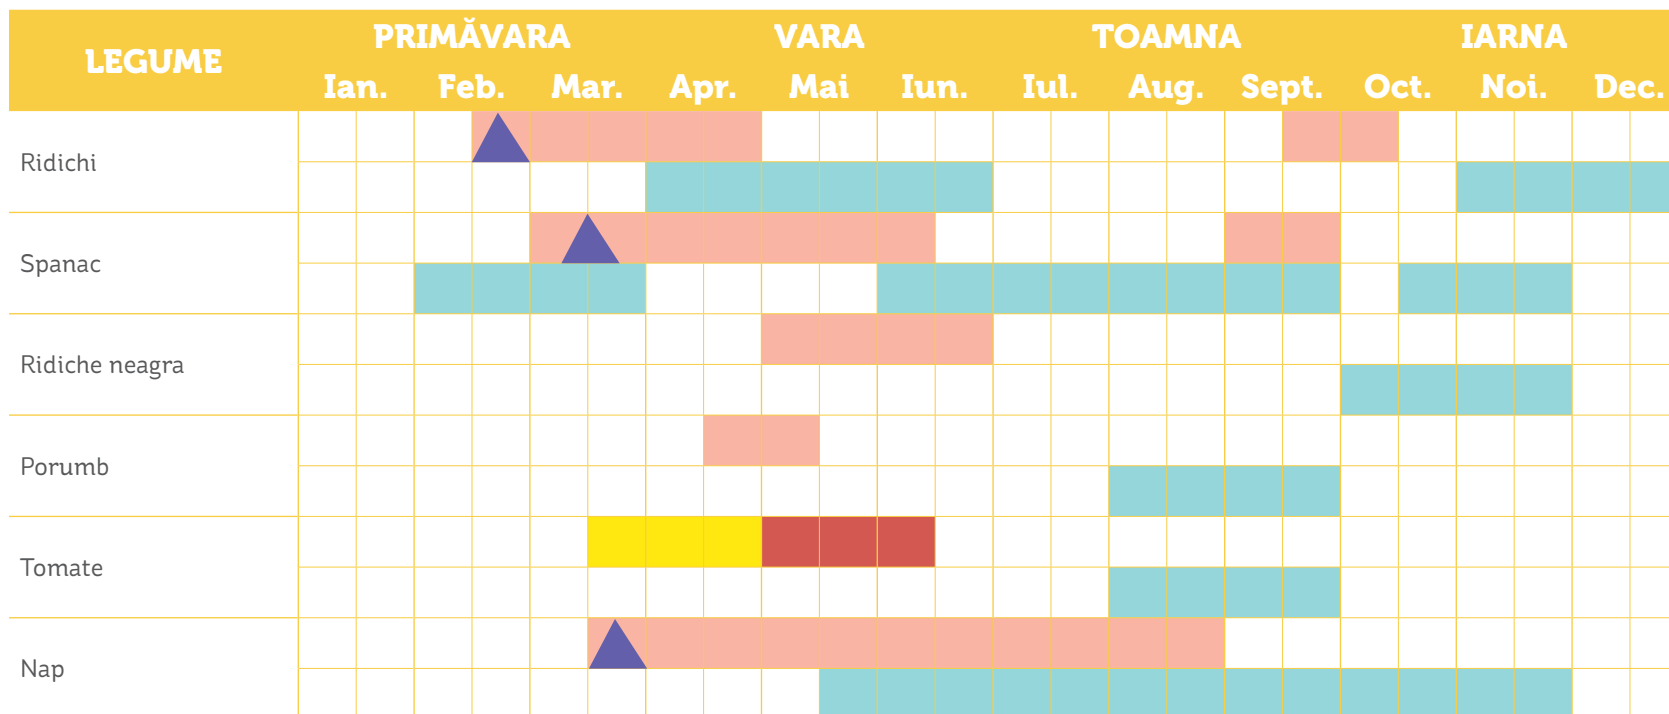 LEGUME
PRIMĂVARA VARA TOAMNA IARNA
Ian. Feb. Mar. Apr. Mai Iun. Iul. Aug. Sept. Oct. Noi. Dec.
Ridichi
Spanac
Ridiche neagra
Porumb
Tomate
Nap